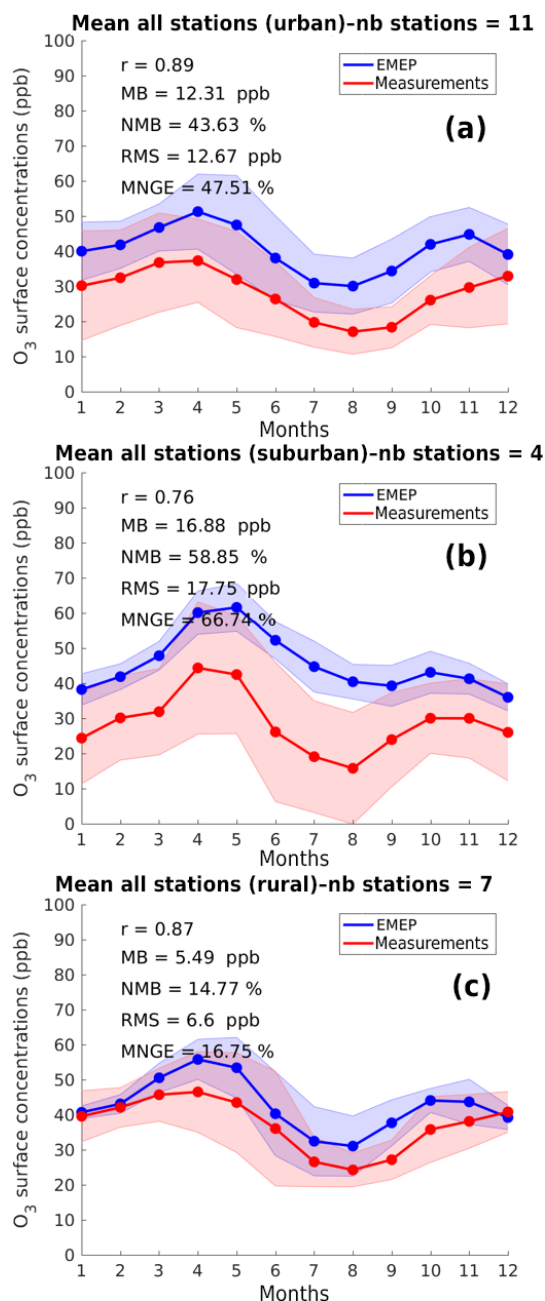 Mean all stations (urban)–nb stations = 11
r = 0.89
MB = 12.31 ppb
NMB = 43.63 %
RMS = 12.67 ppb
MNGE = 47.51 %
EMEP
Measurements
(a)
100
90
80
70
60
50
40
30
20
10
0
O3 surface concentrations (ppb)
1 2 3 4 5 6 7 8 9 10 11 12
Months
Mean all stations (suburban)–nb stations = 4
r = 0.76
MB = 16.88 ppb
NMB = 58.85 %
RMS = 17.75 ppb
MNGE = 66.74 %
EMEP
Measurements
(b)
100
90
80
70
60
50
40
30
20
10
0
O3 surface concentrations (ppb)
1 2 3 4 5 6 7 8 9 10 11 12
Months
Mean all stations (rural)–nb stations = 7
r = 0.87
MB = 5.49 ppb
NMB = 14.77 %
RMS = 6.6 ppb
MNGE = 16.75 %
EMEP
Measurements
(c)
100
90
80
70
60
50
40
30
20
10
0
O3 surface concentrations (ppb)
1 2 3 4 5 6 7 8 9 10 11 12
Months